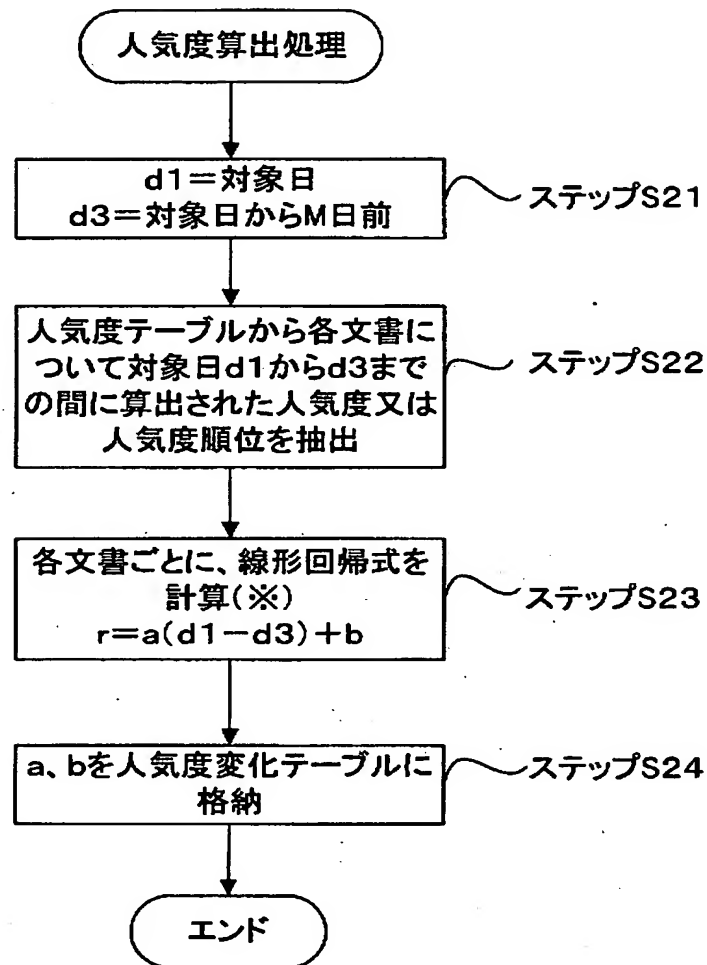 人気度算出処理
d1＝対象日
d3＝対象日からM日前
ステップS21
人気度テーブルから各文書に
ついて対象日d1からd3まで
の間に算出された人気度又は
人気度順位を抽出
ステップS22
各文書ごとに、線形回帰式を
計算(※)
r＝a(d1－d3)＋b
ステップS23
a、bを人気度変化テーブルに
格納
ステップS24
エンド